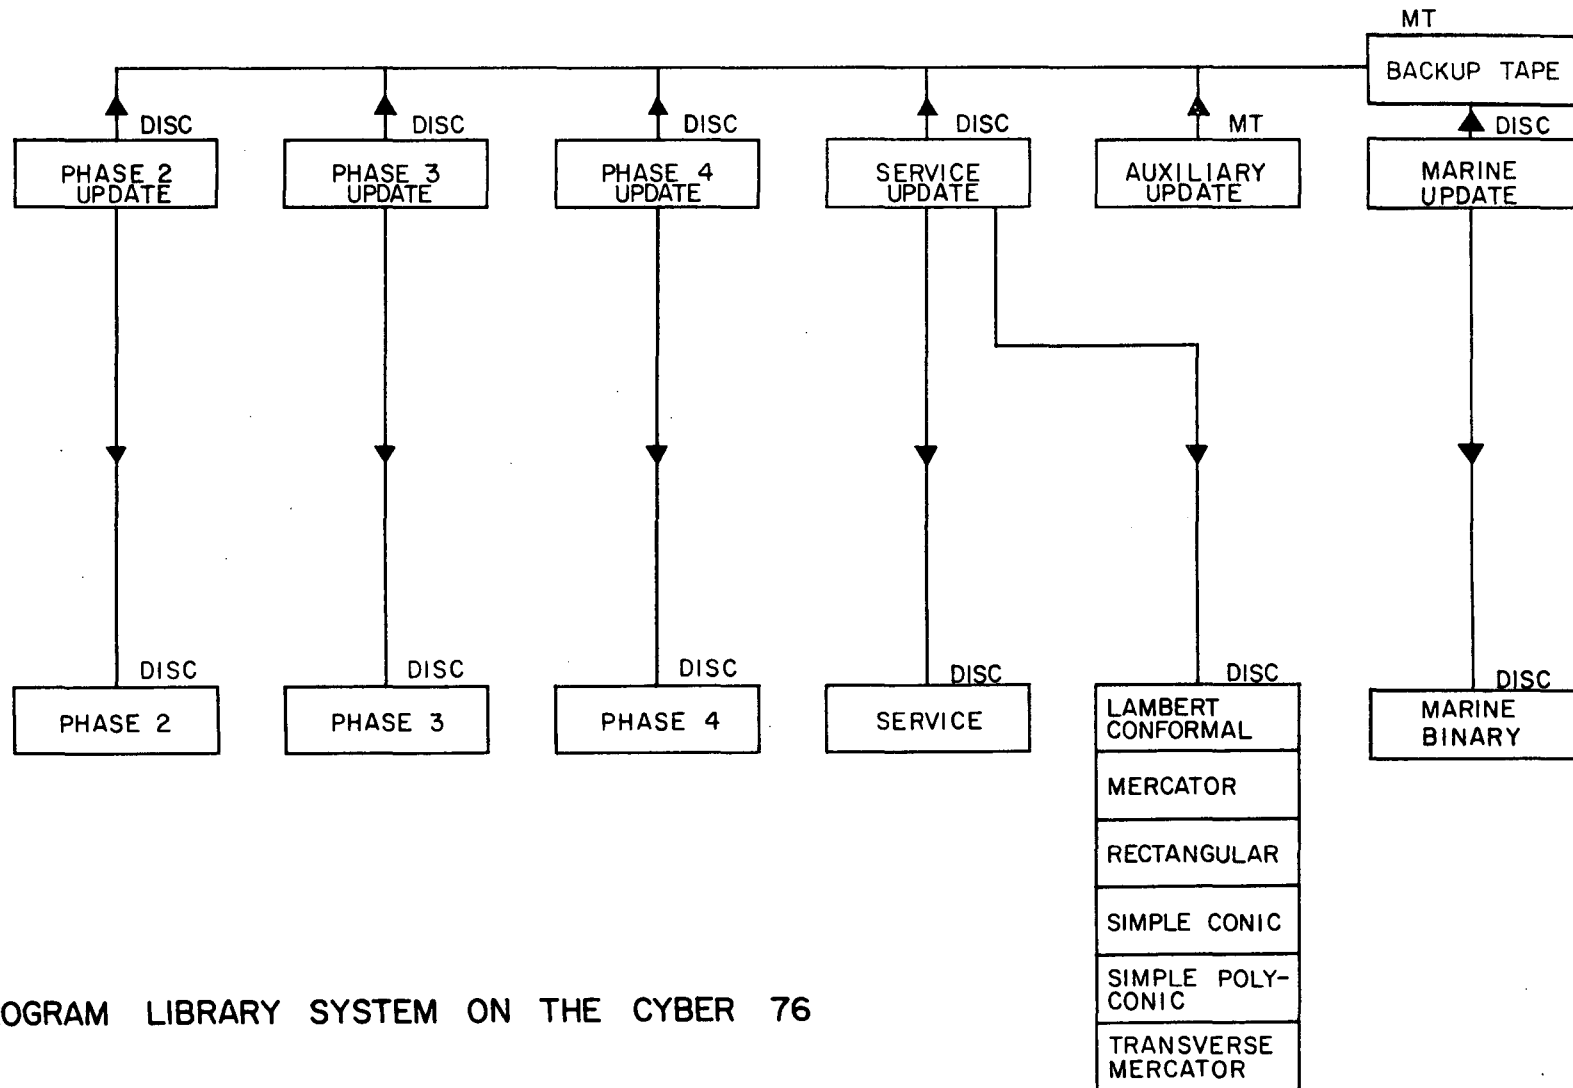 MT
BACKUP TAPE
DISC
DISC
DISC
DISC
MT
DISC
PHASE 2
UPDATE
PHASE 3
UPDATE
PHASE 4
UPDATE
SERVICE
UPDATE
AUXILIARY
UPDATE
MARINE
UPDATE
DISC
DISC
DISC
DISC
DISC
DISC
PHASE 2
PHASE 3
PHASE 4
SERVICE
LAMBERT
CONFORMAL
MARINE
BINARY
MERCATOR
RECTANGULAR
SIMPLE CONIC
SIMPLE POLY-
CONIC
TRANSVERSE
MERCATOR
OGRAM LIBRARY SYSTEM ON THE CYBER 76